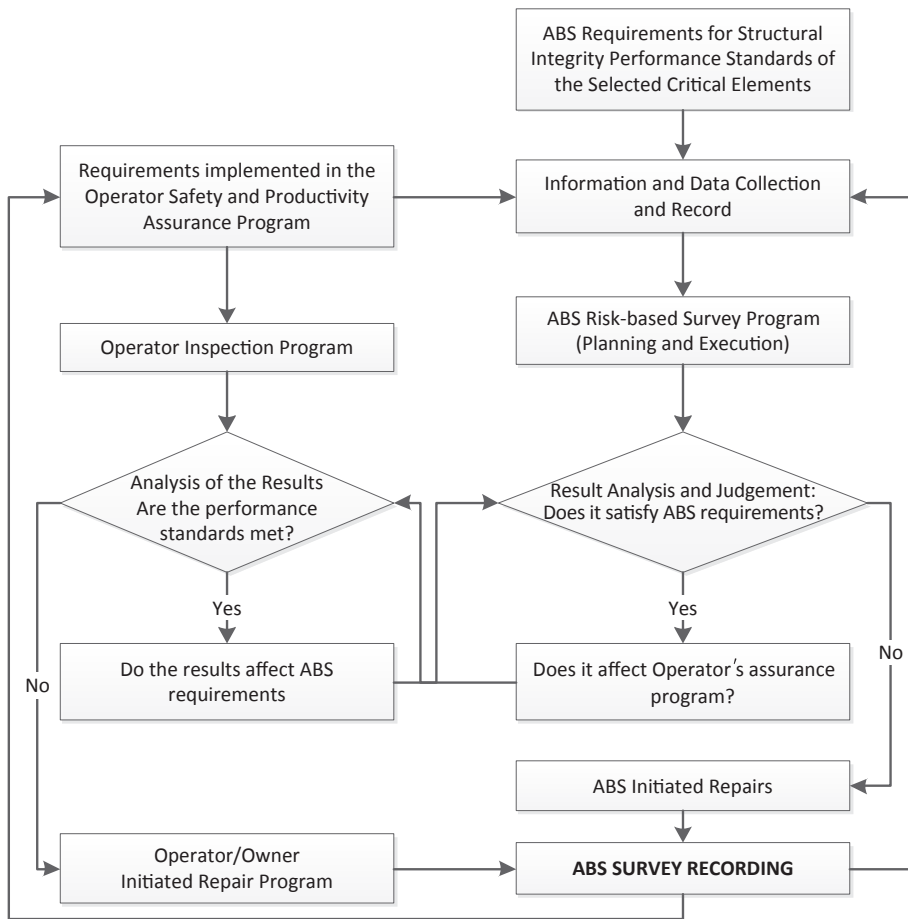 ABS Requirements for Structural
Integrity Performance Standards of
the Selected Critical Elements
Requirements implemented in the
Operator Safety and Productivity
Assurance Program
Information and Data Collection
and Record
Operator Inspection Program
ABS Risk-based Survey Program
(Planning and Execution)
Analysis of the Results
Are the performance
standards met?
Result Analysis and Judgement:
Does it satisfy ABS requirements?
Yes
Yes
No
No
Do the results affect ABS
requirements
Does it affect Operator's assurance
program?
ABS Initiated Repairs
Operator/Owner
Initiated Repair Program
ABS SURVEY RECORDING